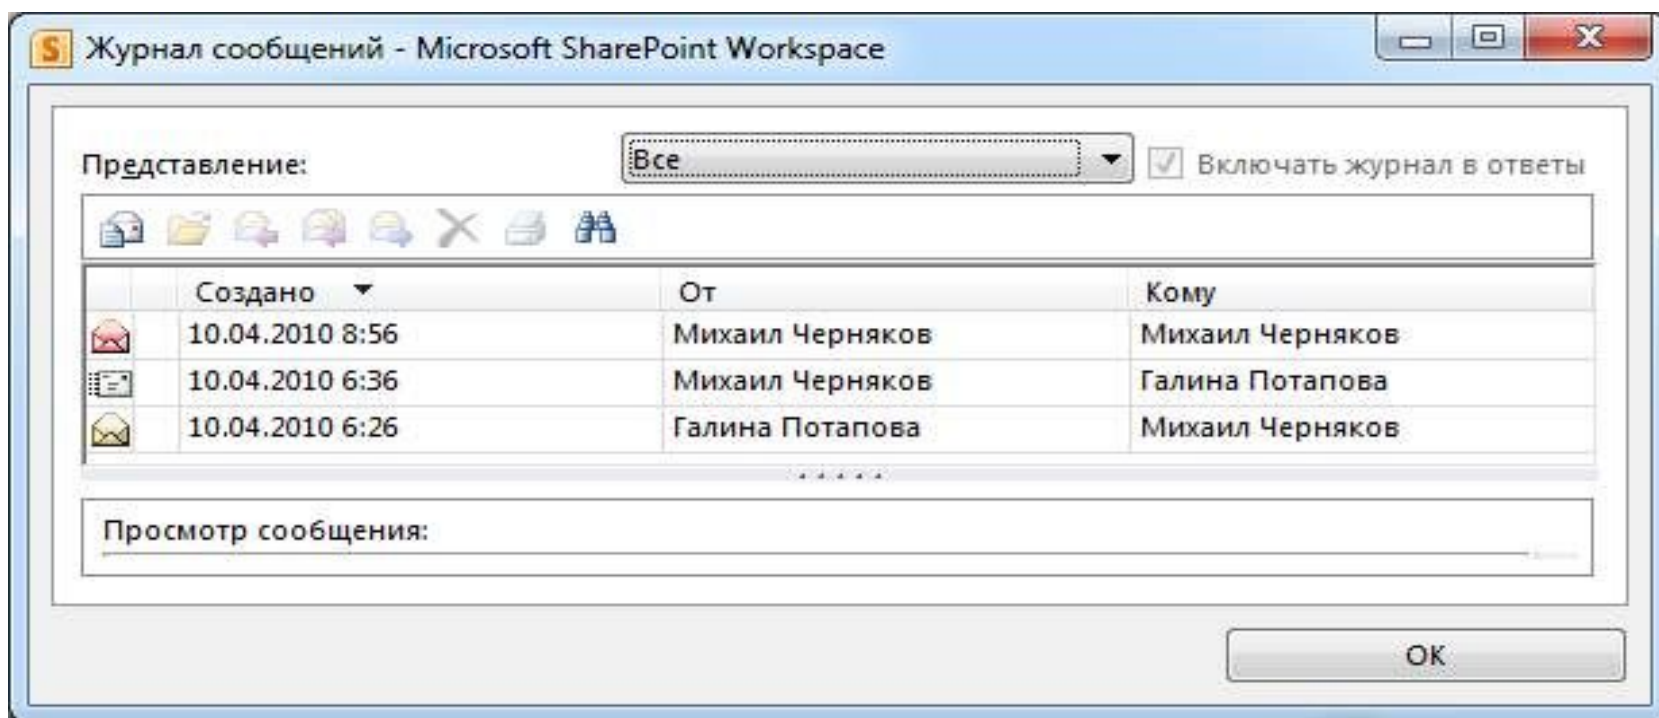 Журнал сообщений - Microsoft SharePoint Workspace
Представление: Все Включать журнал в ответы
Создано От Кому
10.04.2010 8:56 Михаил Черняков Михаил Черняков
10.04.2010 6:36 Михаил Черняков Галина Потапова
10.04.2010 6:26 Галина Потапова Михаил Черняков
Просмотр сообщения:
ОК